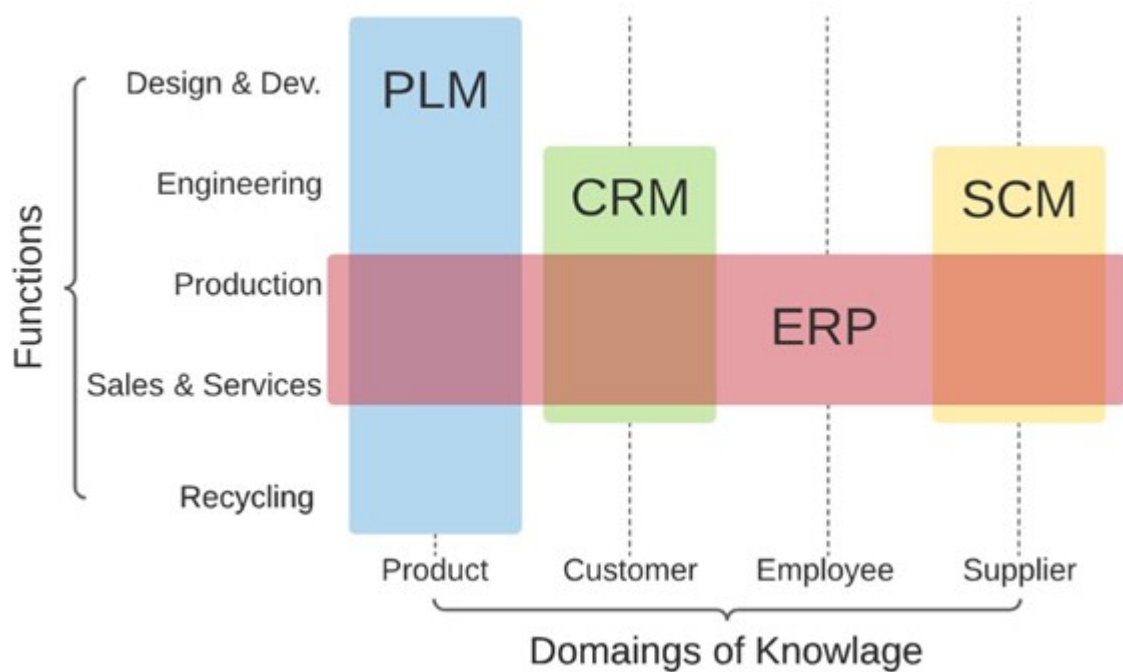 Functions
Design & Dev.
Engineering
Production
Sales & Services
Recycling
PLM
CRM
SCM
ERP
Product
Customer
Employee
Supplier
Domaings of Knowlage